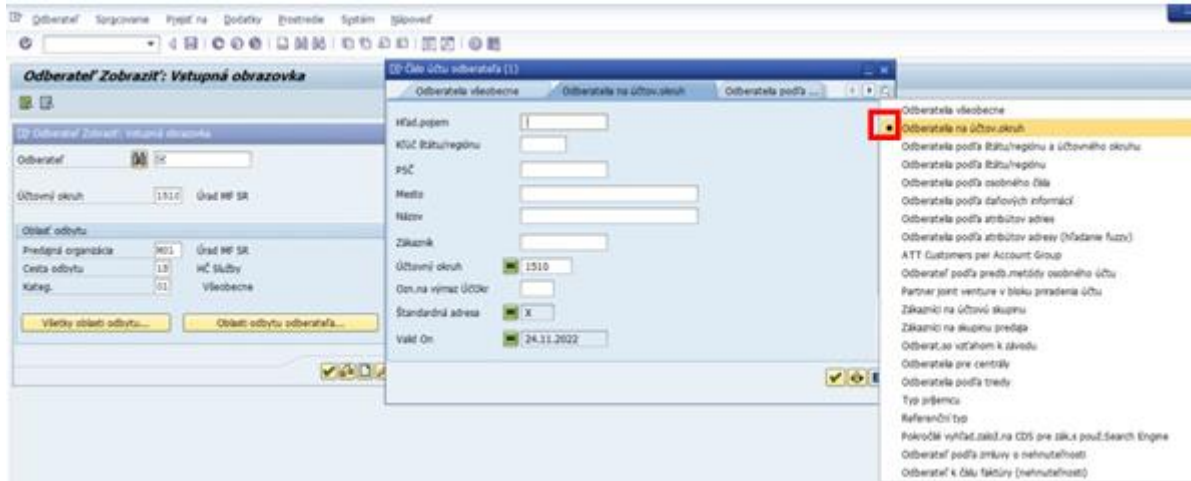 Odberateľ Spracovanie Prejsť na Dodatky Prostredie Systém Nápoveď
Odberateľ Zobraziť: Vstupná obrazovka
Odberateľ Zobraziť: Vstupná obrazovka
Odberateľ
Účtovný okruh 1510 Úrad MF SR
Oblasť odbytu
Predajná organizácia M01 Úrad MF SR
Cesta odbytu 15 HČ Služby
Kateg. 01 Všeobecne
Všetky oblasti odbytu... Oblasti odbytu odberateľa...
Číslo účtu odberateľa (1)
Odberatelia všeobecne Odberatelia na účtov.okruh Odberatelia podľa ...
Hľad.pojem
Kľúč štátu/regiónu
PSČ
Mesto
Názov
Zákazník
Účtovný okruh 1510
Ozn.na výmaz ÚčOkr
Štandardná adresa X
Valid On 24.11.2022
Odberatelia všeobecne
Odberatelia na účtov.okruh
Odberatelia podľa štátu/regiónu a účtovného okruhu
Odberatelia podľa štátu/regiónu
Odberatelia podľa osobného čísla
Odberatelia podľa daňových informácií
Odberatelia podľa atribútov adries
Odberatelia podľa atribútov adresy (hľadanie fuzzy)
ATT Customers per Account Group
Odberateľ podľa predb.metódy osobného účtu
Partner joint venture v bloku priradenia účtu
Zákazníci na účtovú skupinu
Zákazníci na skupinu predaja
Odberat.so vzťahom k závodu
Odberatelia pre centrály
Odberatelia podľa triedy
Typ príjemcu
Referenčný typ
Pokročilé vyhľad.založ.na CDS pre zák.s použ.Search Engine
Odberateľ podľa zmluvy o nehnuteľnosti
Odberateľ k číslu faktúry (nehnuteľnosti)